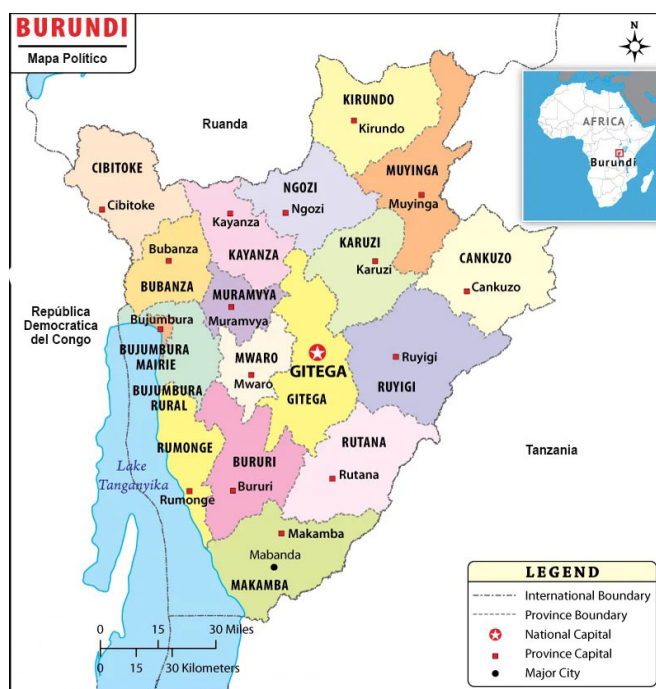 BURUNDI
Mapa Político
N
AFRICA
Burundi
Ruanda
KIRUNDO
Kirundo
CIBITOKE
Cibitoke
NGOZI
Ngozi
MUYINGA
Muyinga
Kayanza
KAYANZA
KARUZI
Karuzi
Bubanza
BUBANZA
CANKUZO
Cankuzo
MURAMVYA
Muramvya
República
Democratica
del Congo
Bujumbura
BUJUMBURA
MAIRIE
MWARO
Mwaro
GITEGA
GITEGA
Ruyigi
RUYIGI
BUJUMBURA
RURAL
RUMONGE
Rumonge
BURURI
Bururi
RUTANA
Rutana
Tanzania
Lake
Tanganyika
Makamba
Mabanda
MAKAMBA
0 15 30 Miles
0 15 30 Kilometers
LEGEND
International Boundary
Province Boundary
National Capital
Province Capital
Major City